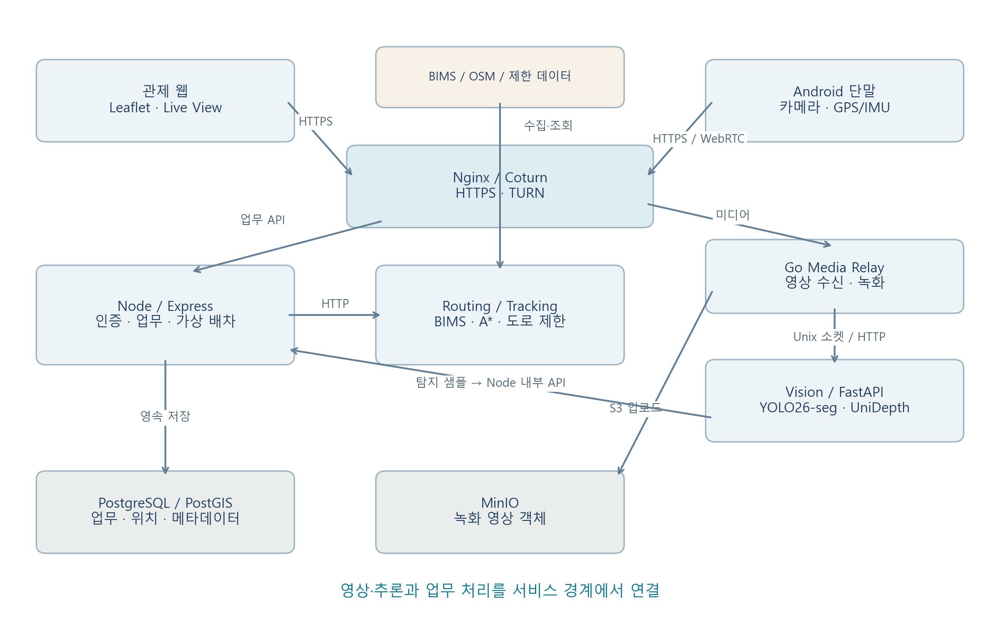 BIMS / OSM / 제한 데이터
관제 웹
Leaflet · Live View
Android 단말
카메라 · GPS/IMU
HTTPS
수집·조회
HTTPS / WebRTC
Nginx / Coturn
HTTPS · TURN
업무 API
미디어
Go Media Relay
영상 수신 · 녹화
Node / Express
인증 · 업무 · 가상 배차
HTTP
Routing / Tracking
BIMS · A* · 도로 제한
Unix 소켓 / HTTP
탐지 샘플 → Node 내부 API
Vision / FastAPI
YOLO26-seg · UniDepth
S3 업로드
영속 저장
PostgreSQL / PostGIS
업무 · 위치 · 메타데이터
MinIO
녹화 영상 객체
영상·추론과 업무 처리를 서비스 경계에서 연결